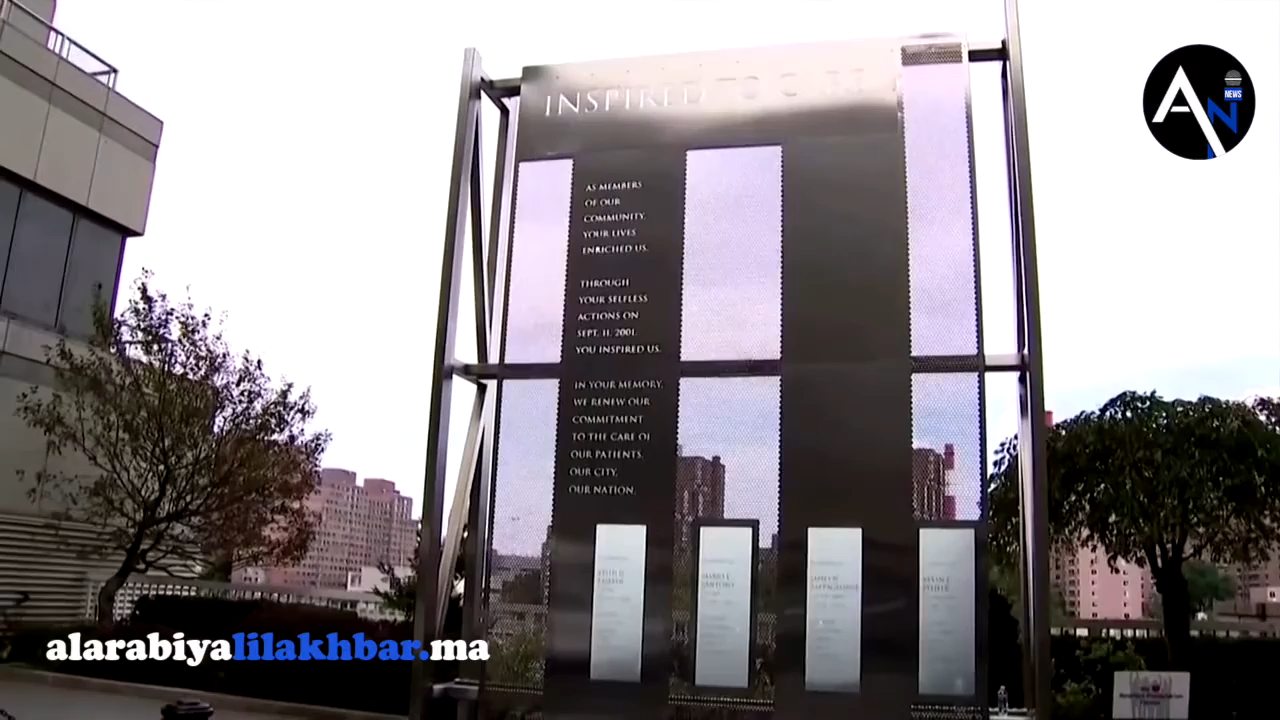 INSPIRED
NEWS
AS MEMBERS
OF OUR
COMMUNITY,
YOUR LIVES
ENRICHED US.
THROUGH
YOUR SELFLESS
ACTIONS ON
SEPT. 11, 2001,
YOU INSPIRED US.
IN YOUR MEMORY,
WE RENEW OUR
COMMITMENT
TO THE CARE OF
OUR PATIENTS,
OUR CITY,
OUR NATION.
alarabiyalilakhbar.ma